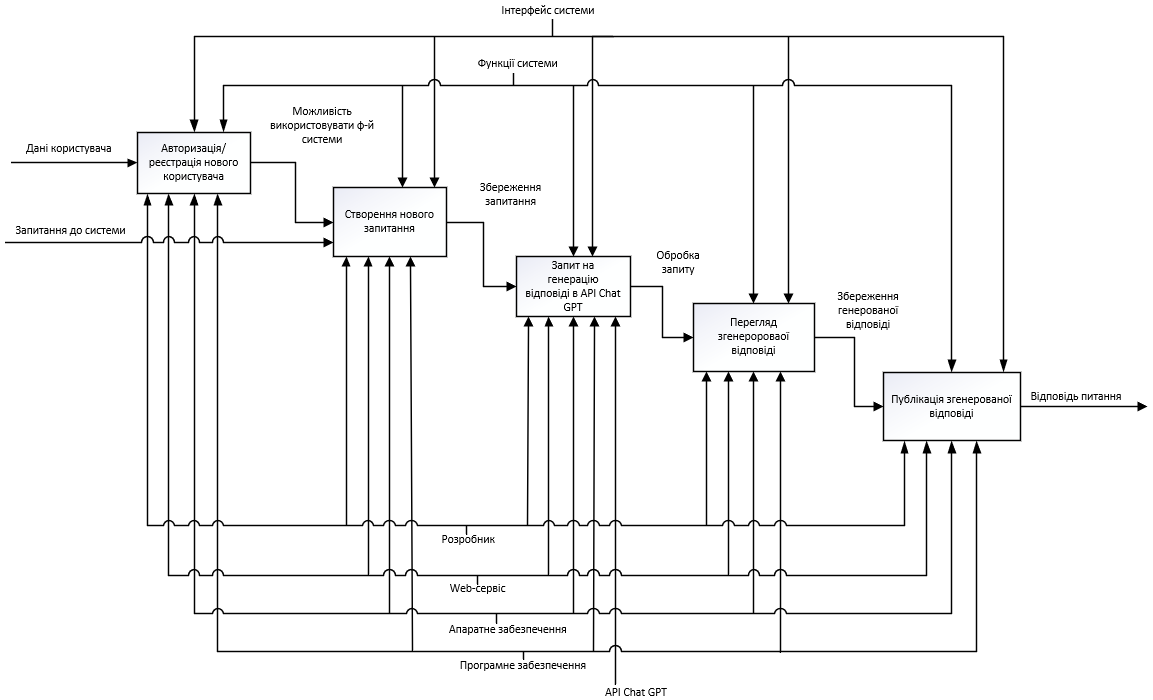 Інтерфейс системи
Функції системи
Можливість
використовувати ф-й
системи
Дані користувача
Авторизація/
реєстрація нового
користувача
Збереження
запитання
Створення нового
запитання
Запитання до системи
Обробка
запиту
Запит на
генерацію
відповіді в API Chat
GPT
Збереження
генерованої
відповіді
Перегляд
згенероровaої
відповіді
Публікація згенерованої
відповіді
Відповідь питання
Розробник
Web-сервіс
Апаратне забезпечення
Програмне забезпечення
API Chat GPT